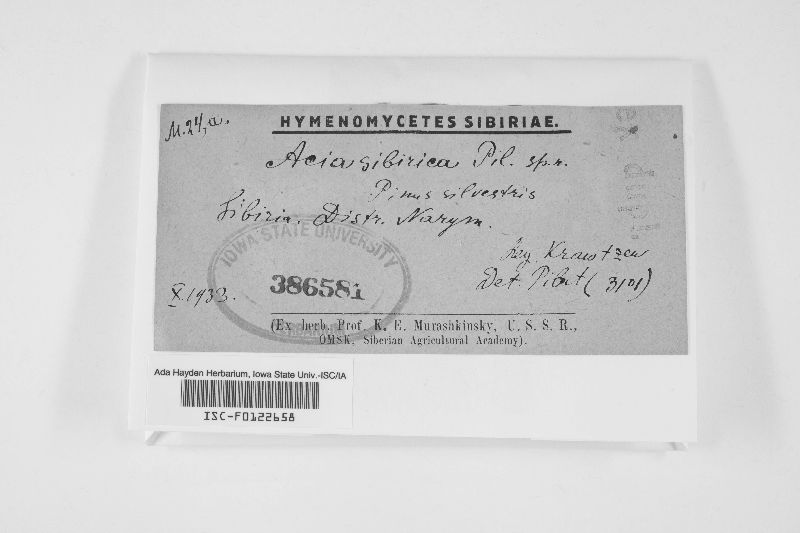 M.24,a.
HYMENOMYCETES SIBIRIAE.
Acia sibirica Pil. sp. n.
Pinus silvestris
Sibiria. Distr. Narym.
IOWA STATE UNIVERSITY
Leg. Krawtzew
386581
Det. Pilát (3101)
X.1933.
(Ex herb. Prof. K. E. Murashkinsky, U. S. S. R.,
OMSK, Siberian Agricultural Academy).
Ada Hayden Herbarium, Iowa State Univ.-ISC/IA
ISC-F0122658